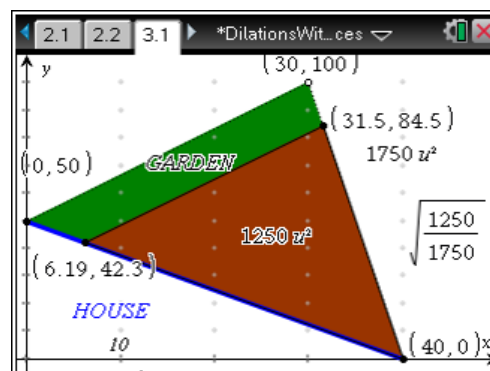 2.1 2.2 3.1 *DilationsWit...ces
y
(30, 100)
(31.5, 84.5)
1750 u²
GARDEN
0, 50)
1250 u²
√(1250/1750)
(6.19, 42.3)
HOUSE
10
(40, 0) x